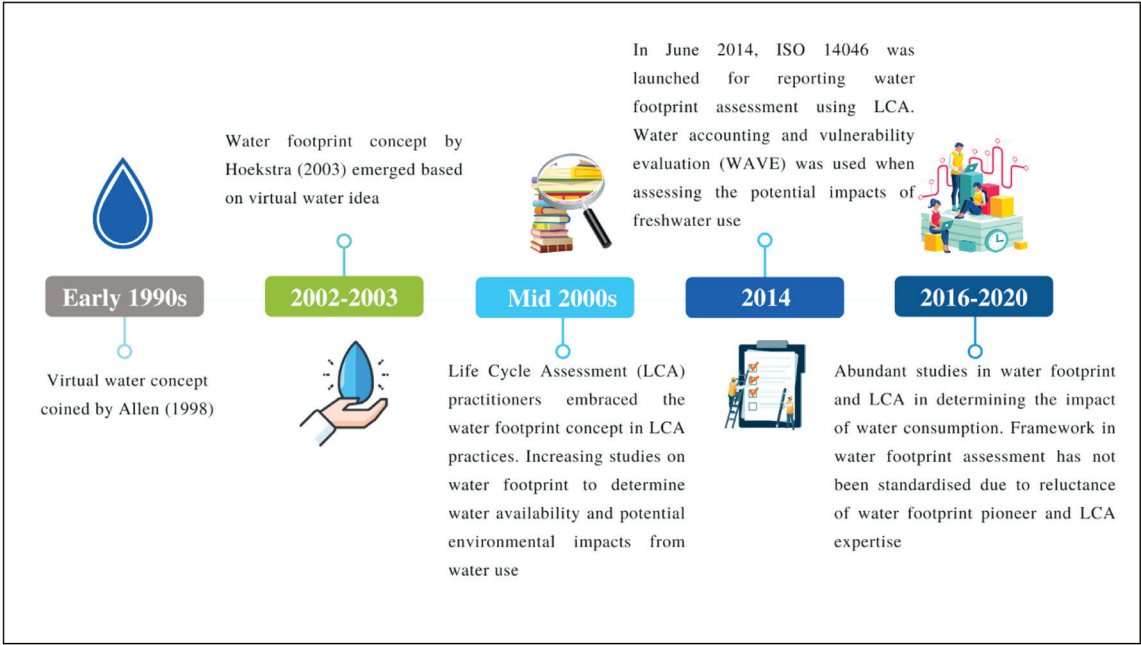 Early 1990s
Virtual water concept
coined by Allen (1998)
Water footprint concept by
Hoekstra (2003) emerged based
on virtual water idea
2002-2003
Mid 2000s
Life Cycle Assessment (LCA)
practitioners embraced the
water footprint concept in LCA
practices. Increasing studies on
water footprint to determine
water availability and potential
environmental impacts from
water use
In June 2014, ISO 14046 was
launched for reporting water
footprint assessment using LCA.
Water accounting and vulnerability
evaluation (WAVE) was used when
assessing the potential impacts of
freshwater use
2014
2016-2020
Abundant studies in water footprint
and LCA in determining the impact
of water consumption. Framework in
water footprint assessment has not
been standardised due to reluctance
of water footprint pioneer and LCA
expertise